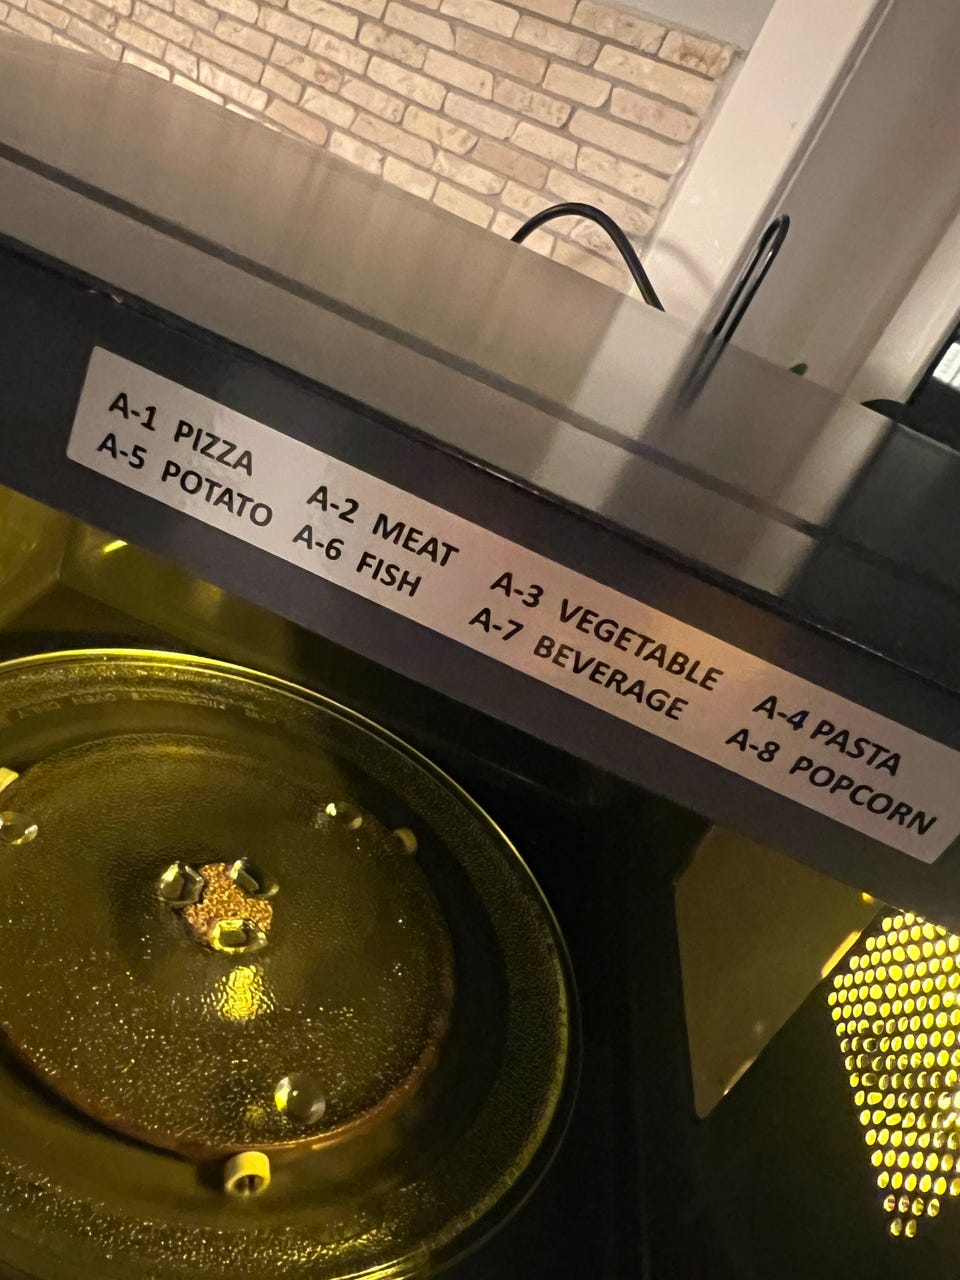 A-1 PIZZA A-2 MEAT A-3 VEGETABLE A-4 PASTA
A-5 POTATO A-6 FISH A-7 BEVERAGE A-8 POPCORN